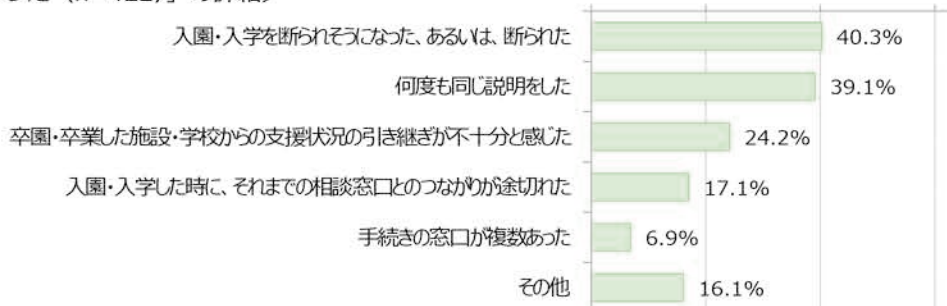 入園・入学を断られそうになった、あるいは、断られた 40.3%
何度も同じ説明をした 39.1%
卒園・卒業した施設・学校からの支援状況の引き継ぎが不十分と感じた 24.2%
入園・入学した時に、それまでの相談窓口とのつながりが途切れた 17.1%
手続きの窓口が複数あった 6.9%
その他 16.1%